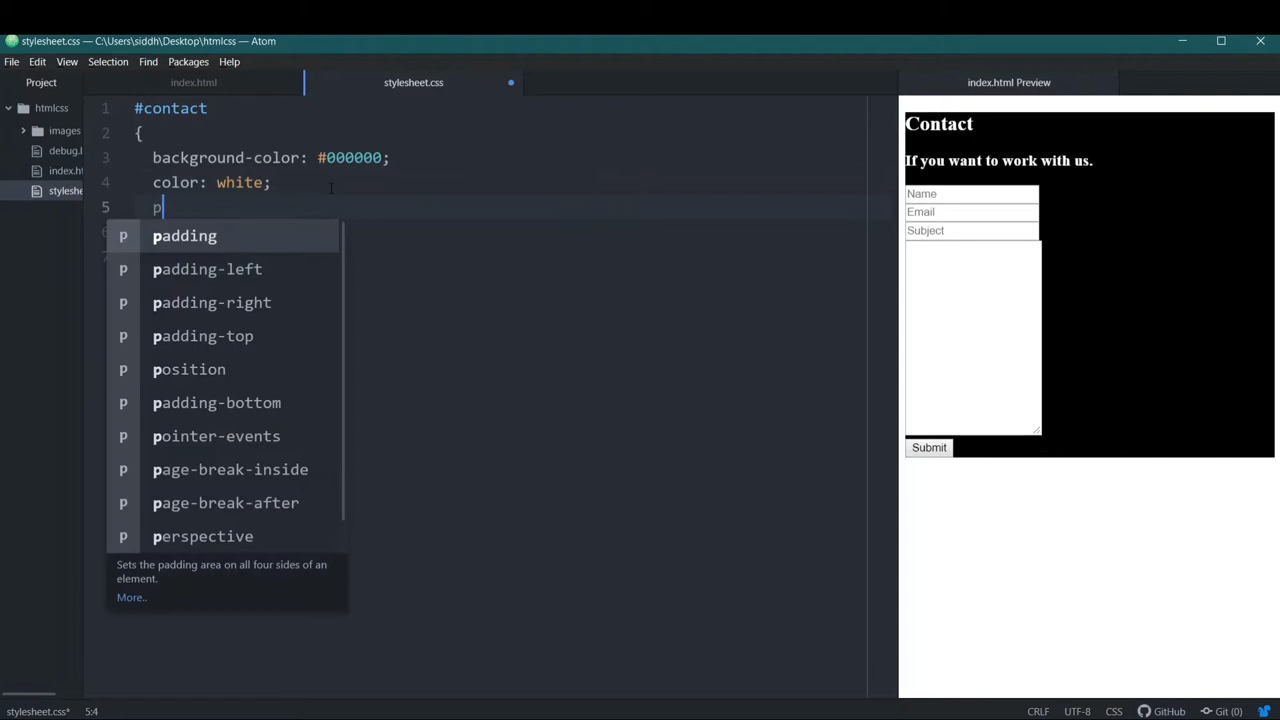 stylesheet.css — C:\Users\siddh\Desktop\htmlcss — Atom
File Edit View Selection Find Packages Help
Project
index.html
stylesheet.css
index.html Preview
htmlcss
images
debug.l
index.ht
styleshe
1 #contact
2 {
3 background-color: #000000;
4 color: white;
5 p
p padding
p padding-left
p padding-right
p padding-top
p position
p padding-bottom
p pointer-events
p page-break-inside
p page-break-after
p perspective
Sets the padding area on all four sides of an
element.
More..
Contact
If you want to work with us.
Name
Email
Subject
Submit
stylesheet.css* 5:4 CRLF UTF-8 CSS GitHub Git (0)